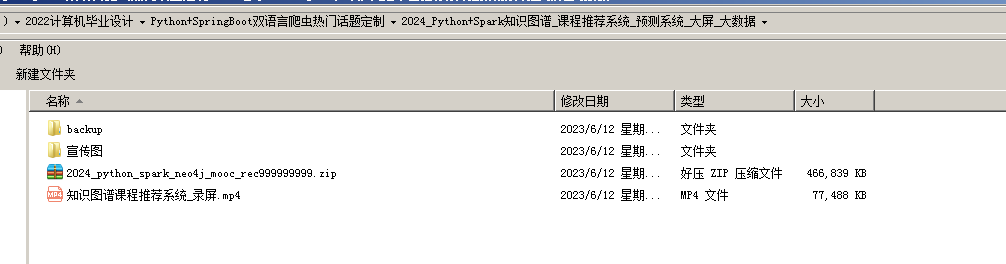 ) ▾ 2022计算机毕业设计 ▾ Python+SpringBoot双语言爬虫热门话题定制 ▾ 2024_Python+Spark知识图谱_课程推荐系统_预测系统_大屏_大数据 ▾
) 帮助(H)
新建文件夹
名称 修改日期 类型 大小
backup 2023/6/12 星期... 文件夹
宣传图 2023/6/12 星期... 文件夹
2024_python_spark_neo4j_mooc_rec999999999.zip 2023/6/12 星期... 好压 ZIP 压缩文件 466,839 KB
知识图谱课程推荐系统_录屏.mp4 2023/6/12 星期... MP4 文件 77,488 KB